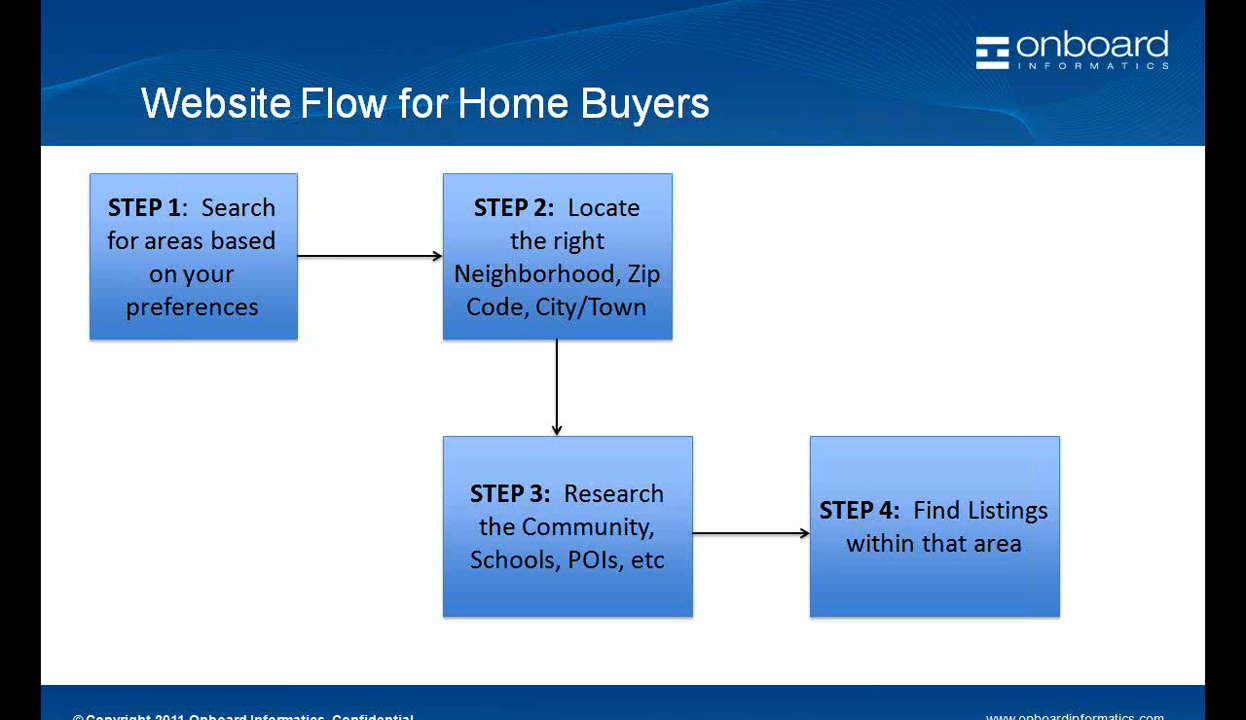 onboard
INFORMATICS
Website Flow for Home Buyers
STEP 1: Search
for areas based
on your
preferences
STEP 2: Locate
the right
Neighborhood, Zip
Code, City/Town
STEP 3: Research
the Community,
Schools, POIs, etc
STEP 4: Find Listings
within that area
© Copyright 2011 Onboard Informatics. Confidential
www.onboardinformatics.com